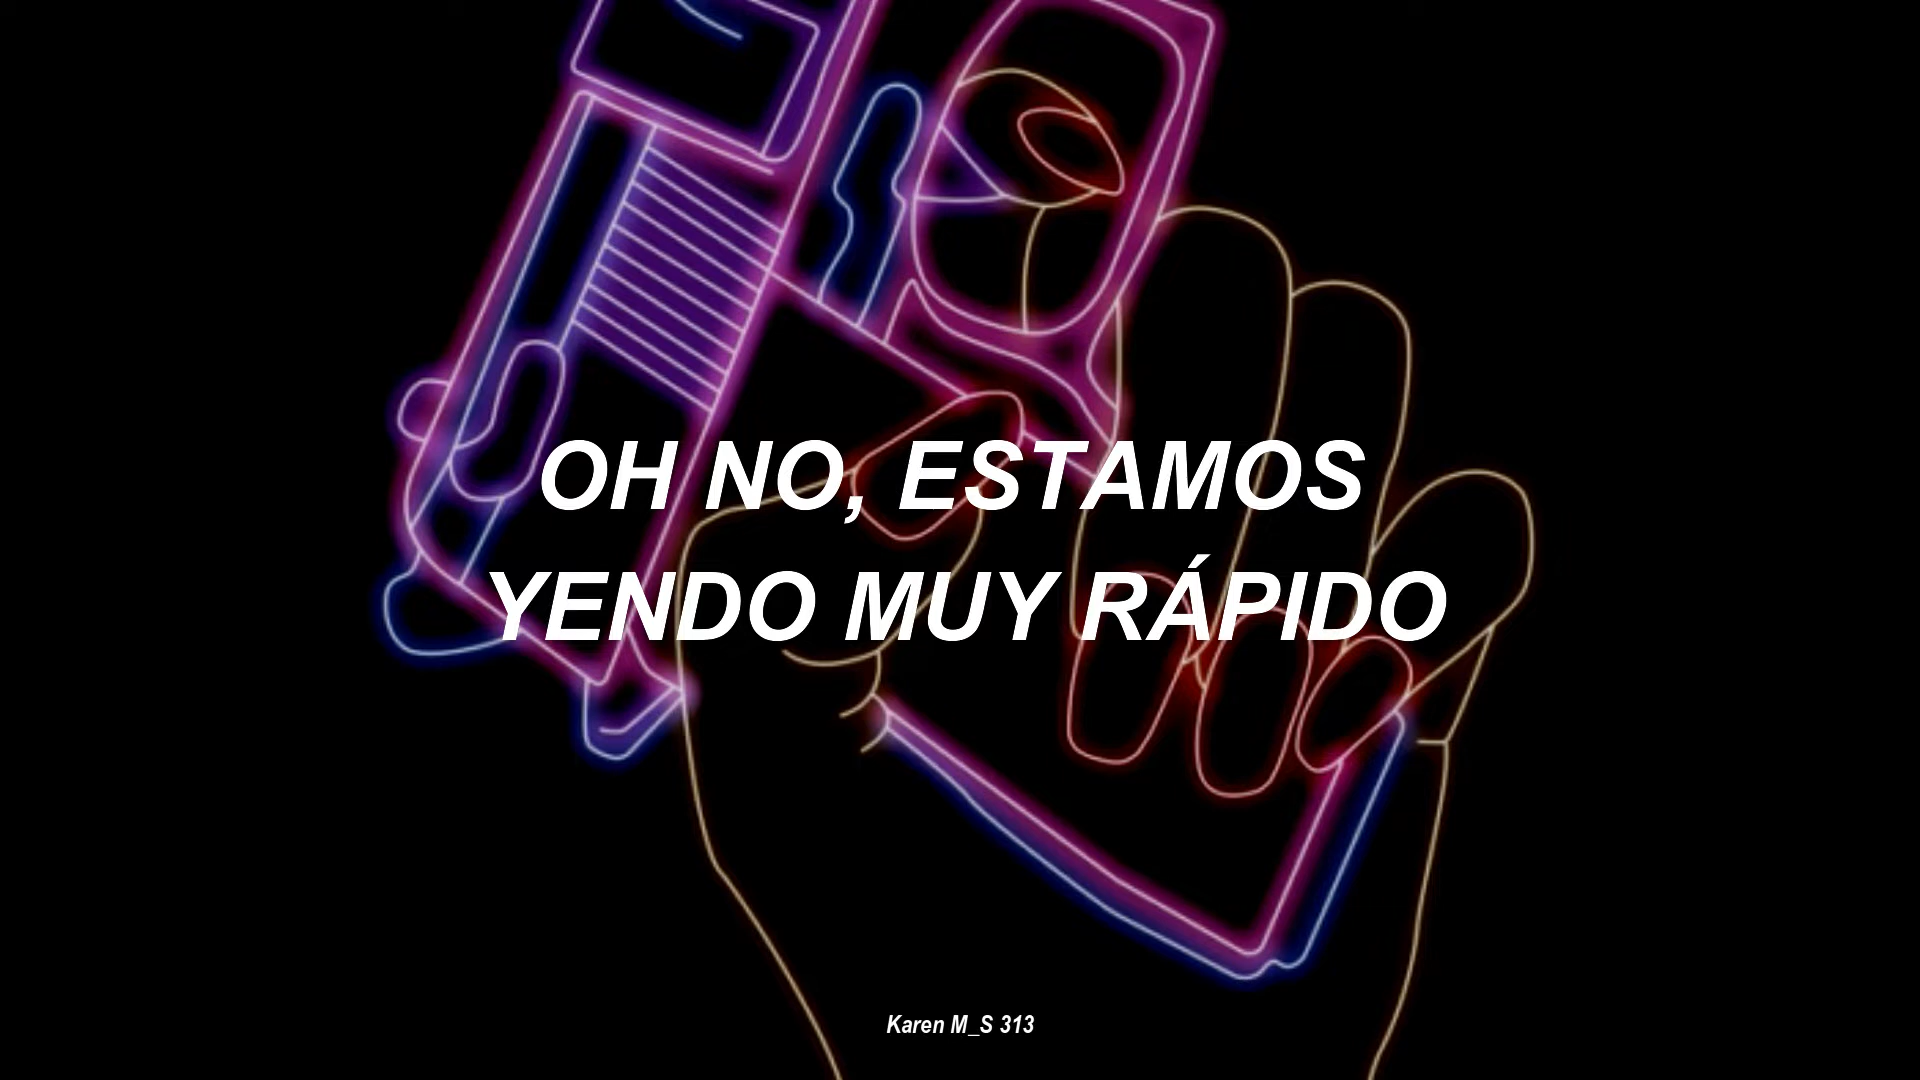 OH NO, ESTAMOS
YENDO MUY RÁPIDO
Karen M_S 313